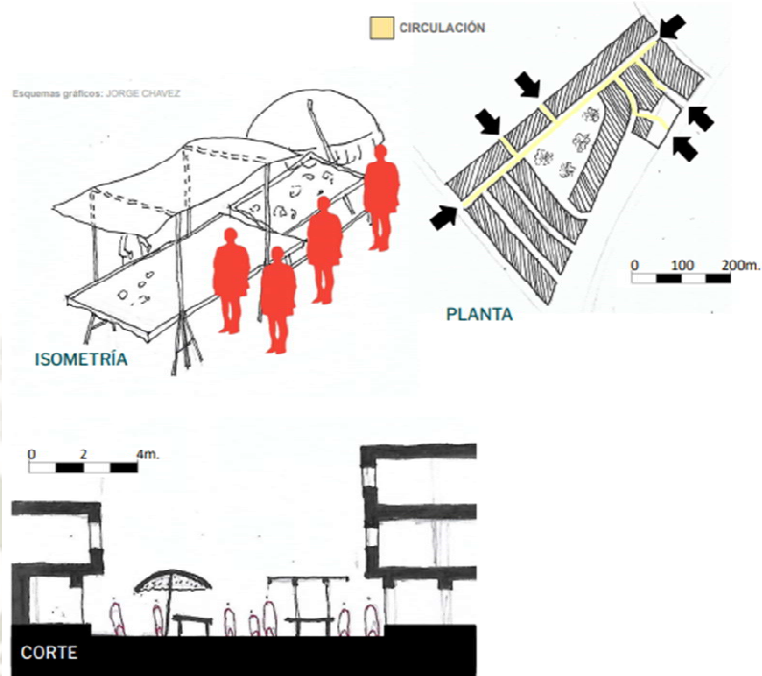 CIRCULACIÓN
Esquemas gráficos: JORGE CHAVEZ
0 100 200m.
PLANTA
ISOMETRÍA
0 2 4m.
CORTE